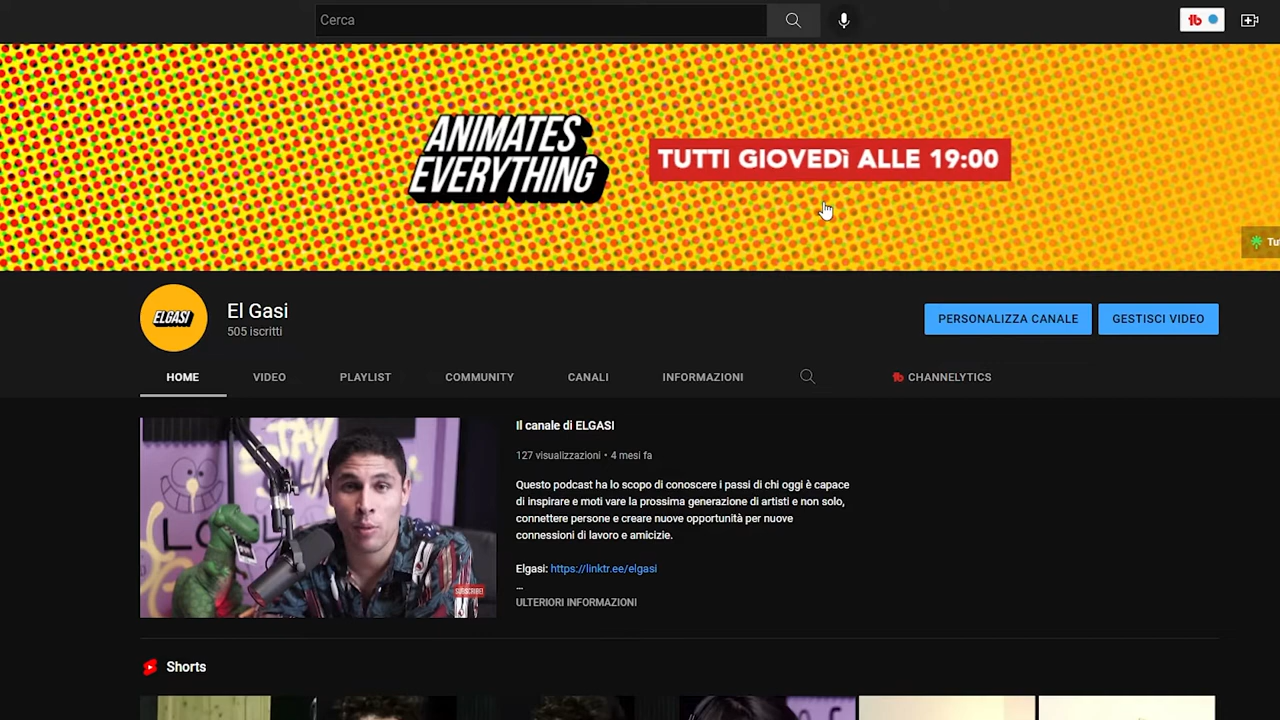 Cerca
ANIMATES
EVERYTHING
TUTTI GIOVEDì ALLE 19:00
Tu
ELGASI
El Gasi
505 iscritti
PERSONALIZZA CANALE
GESTISCI VIDEO
HOME
VIDEO
PLAYLIST
COMMUNITY
CANALI
INFORMAZIONI
CHANNELYTICS
Il canale di ELGASI
127 visualizzazioni • 4 mesi fa
Questo podcast ha lo scopo di conoscere i passi di chi oggi è capace
di inspirare e moti vare la prossima generazione di artisti e non solo,
connettere persone e creare nuove opportunità per nuove
connessioni di lavoro e amicizie.
Elgasi: https://linktr.ee/elgasi
...
ULTERIORI INFORMAZIONI
SUBSCRIBE!
Shorts